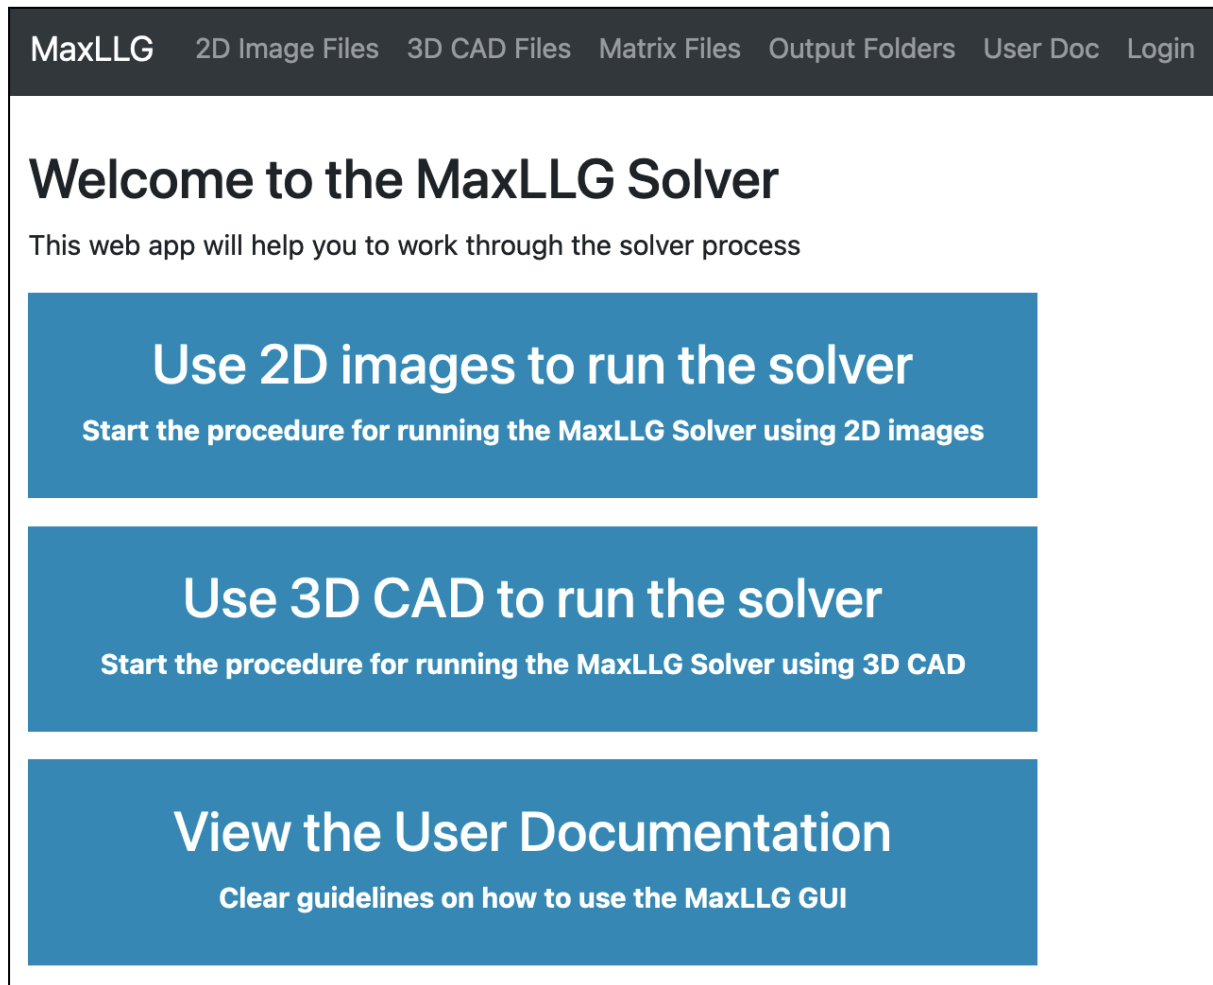 MaxLLG 2D Image Files 3D CAD Files Matrix Files Output Folders User Doc Login
Welcome to the MaxLLG Solver
This web app will help you to work through the solver process
Use 2D images to run the solver
Start the procedure for running the MaxLLG Solver using 2D images
Use 3D CAD to run the solver
Start the procedure for running the MaxLLG Solver using 3D CAD
View the User Documentation
Clear guidelines on how to use the MaxLLG GUI